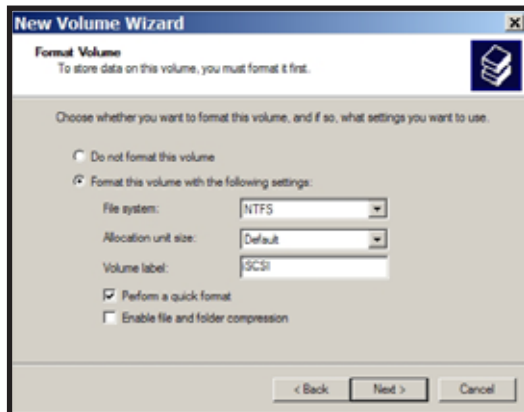 New Volume Wizard
Format Volume
To store data on this volume, you must format it first.
Choose whether you want to format this volume, and if so, what settings you want to use.
Do not format this volume
Format this volume with the following settings:
File system: NTFS
Allocation unit size: Default
Volume label: iSCSI
Perform a quick format
Enable file and folder compression
< Back Next > Cancel